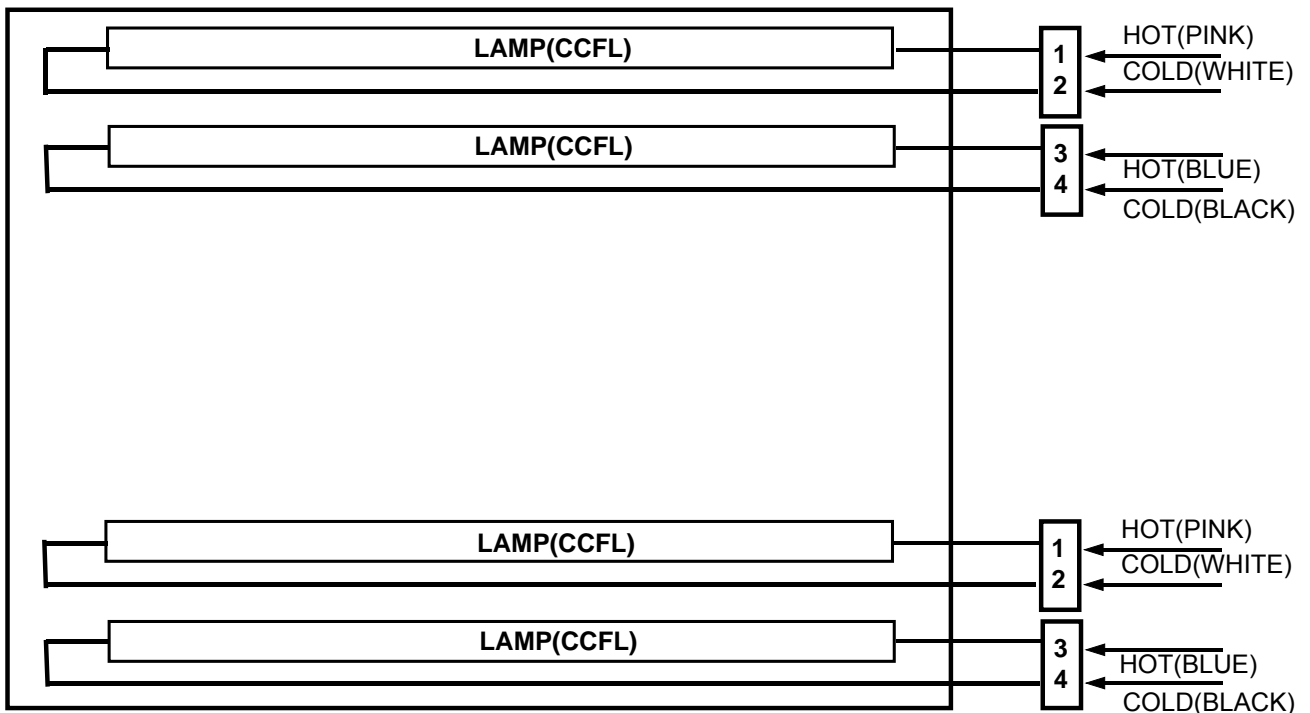 LAMP(CCFL)
1
HOT(PINK)
2
COLD(WHITE)
LAMP(CCFL)
3
HOT(BLUE)
4
COLD(BLACK)
LAMP(CCFL)
1
HOT(PINK)
2
COLD(WHITE)
LAMP(CCFL)
3
HOT(BLUE)
4
COLD(BLACK)